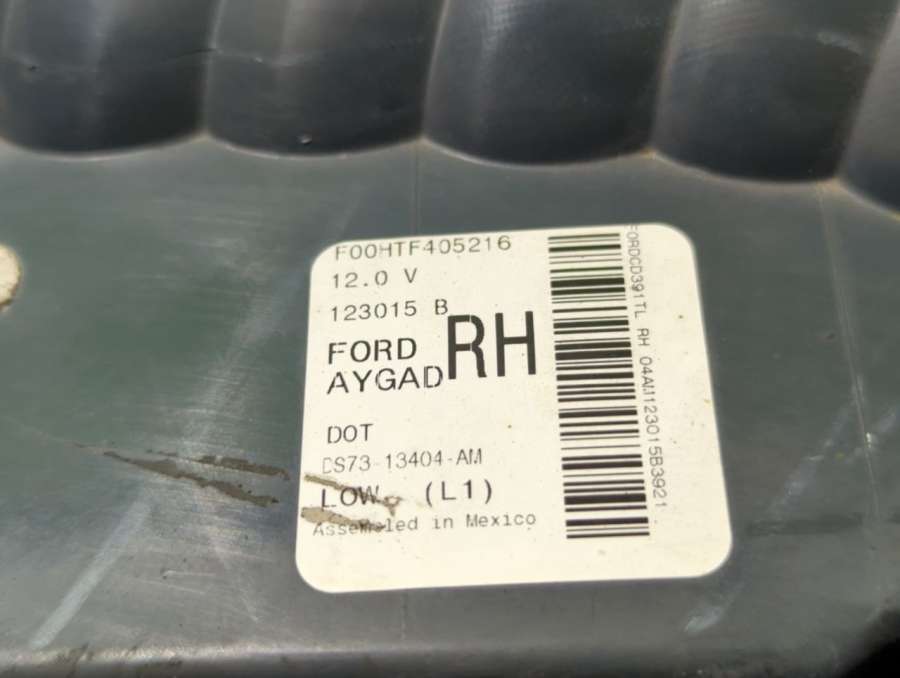 F00HTF405216
12.0 V
123015 B
FORD
AYGAD
RH
DOT
DS73-13404-AM
LOW (L1)
Assembled in Mexico
FORDCD391TL RH 04AM123015B3921